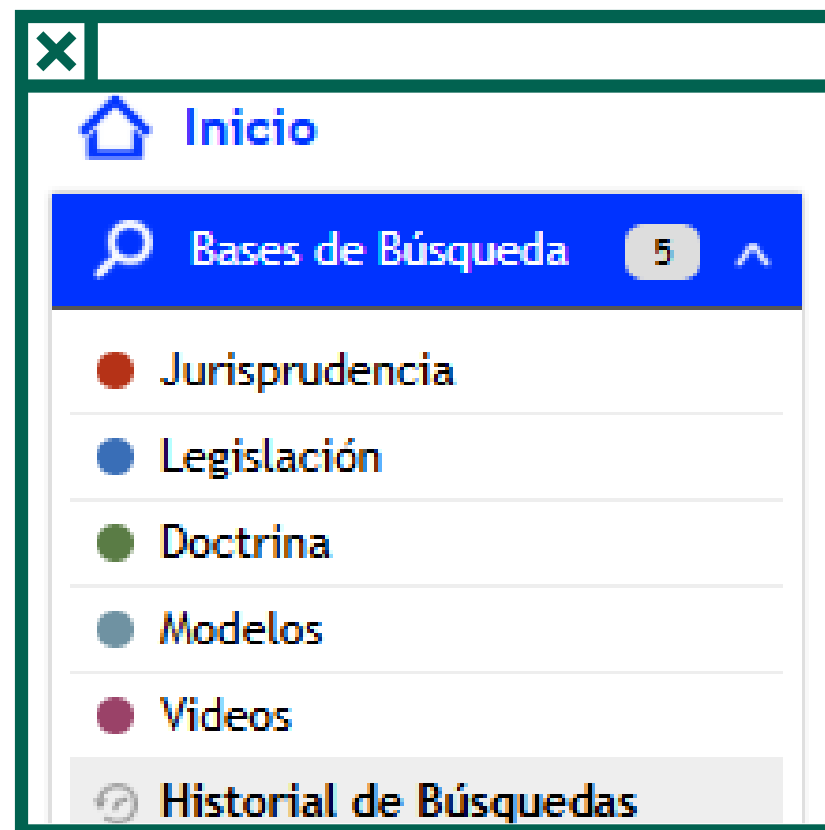 Inicio
Bases de Búsqueda 5
Jurisprudencia
Legislación
Doctrina
Modelos
Videos
Historial de Búsquedas